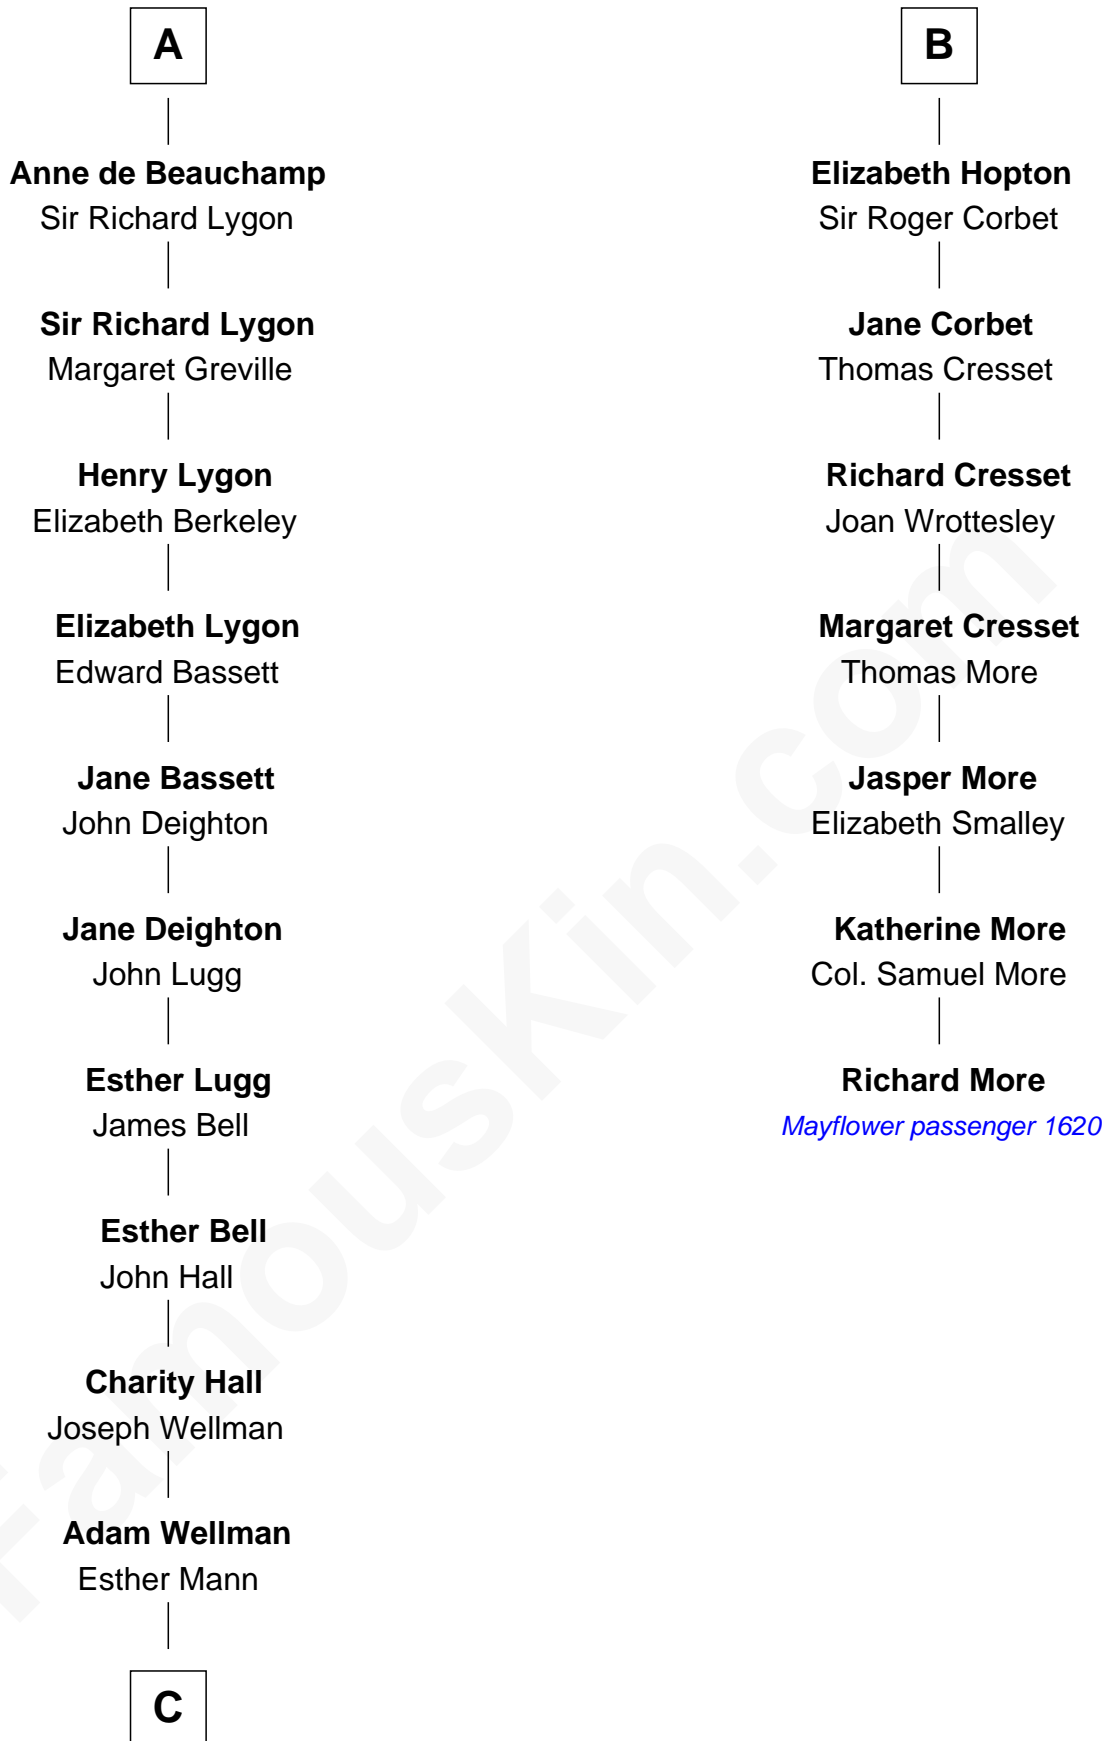 A
Anne de Beauchamp
Sir Richard Lygon
Sir Richard Lygon
Margaret Greville
Henry Lygon
Elizabeth Berkeley
Elizabeth Lygon
Edward Bassett
Jane Bassett
John Deighton
Jane Deighton
John Lugg
Esther Lugg
James Bell
Esther Bell
John Hall
Charity Hall
Joseph Wellman
Adam Wellman
Esther Mann
C
B
Elizabeth Hopton
Sir Roger Corbet
Jane Corbet
Thomas Cresset
Richard Cresset
Joan Wrottesley
Margaret Cresset
Thomas More
Jasper More
Elizabeth Smalley
Katherine More
Col. Samuel More
Richard More
Mayflower passenger 1620
FamousKin.com